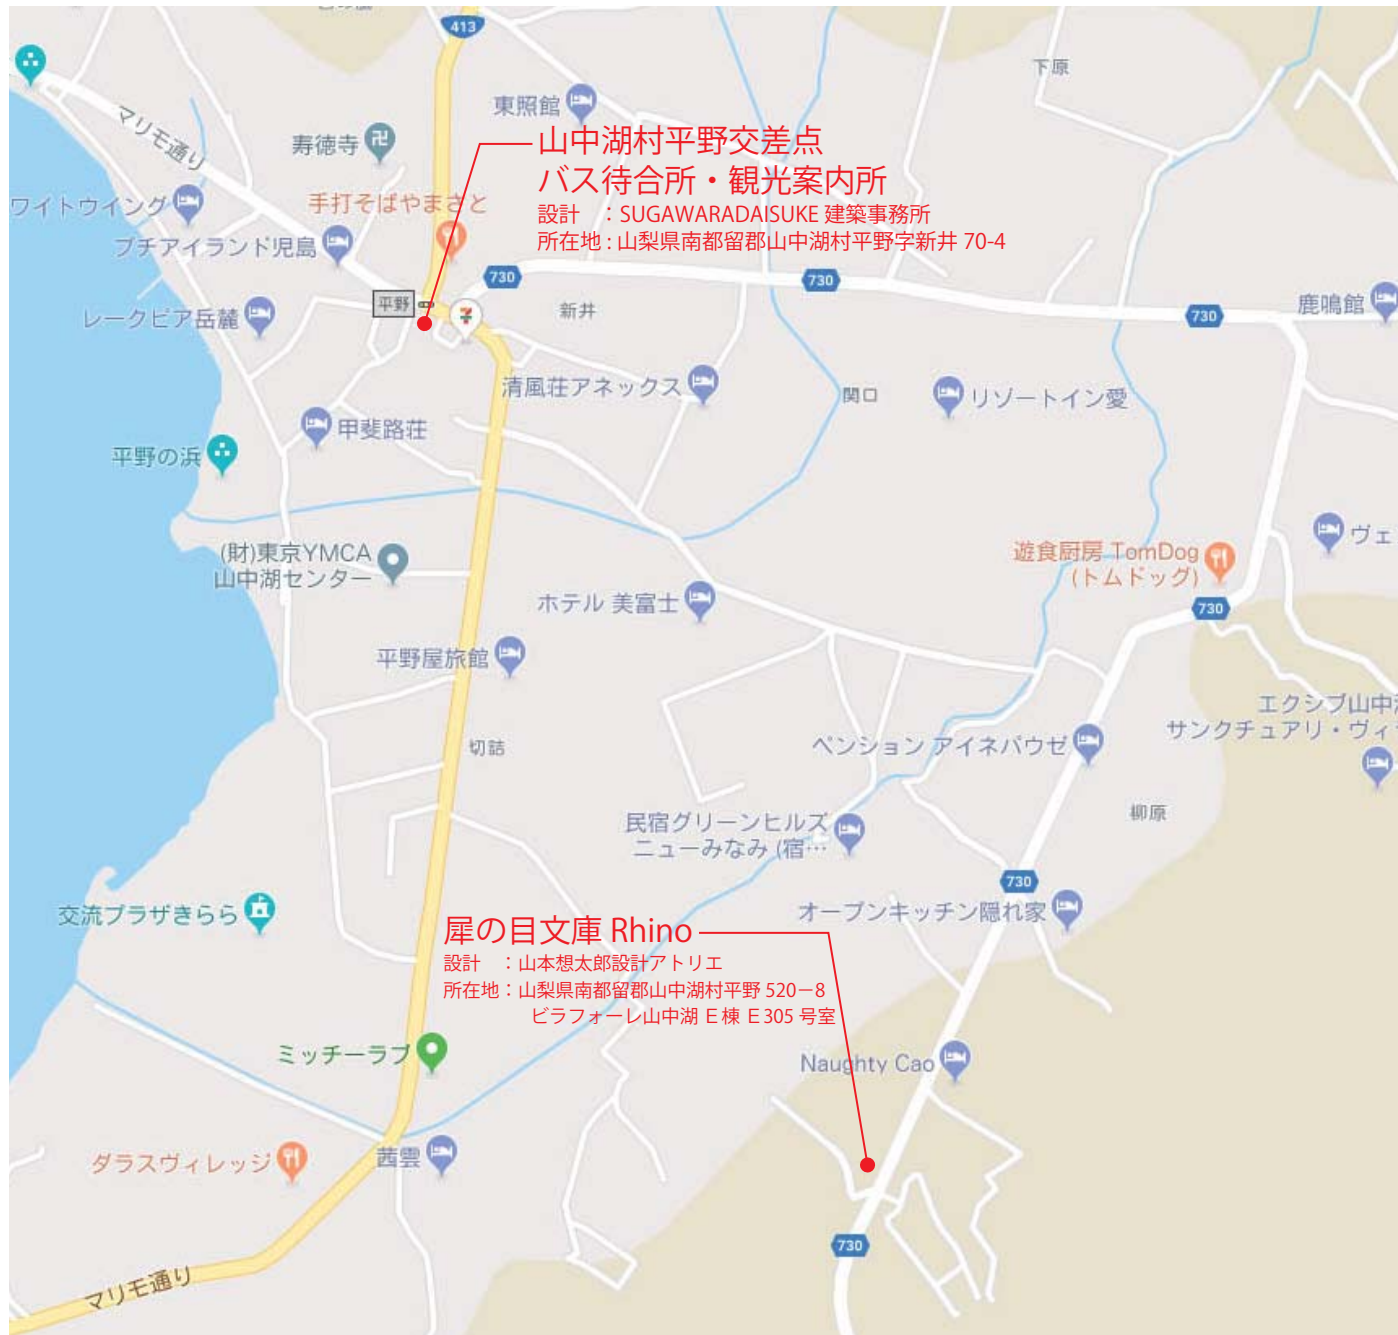 413
下原
東照館
マリモ通り
寿徳寺
山中湖村平野交差点
バス待合所・観光案内所
設計　：SUGAWARADAISUKE 建築事務所
所在地：山梨県南都留郡山中湖村平野字新井 70-4
ワイトウイング
手打そばやまさと
プチアイランド児島
730
730
730
平野
新井
鹿鳴館
レークピア岳麓
清風荘アネックス
関口
リゾートイン愛
甲斐路荘
平野の浜
ヴェ
(財)東京YMCA
山中湖センター
遊食厨房 TomDog
(トムドッグ)
ホテル 美富士
730
平野屋旅館
エクシブ山中
サンクチュアリ・ヴィ
切詰
ペンション アイネパウゼ
柳原
民宿グリーンヒルズ
ニューみなみ (宿…
730
交流プラザきらら
オープンキッチン隠れ家
犀の目文庫 Rhino
設計　：山本想太郎設計アトリエ
所在地：山梨県南都留郡山中湖村平野 520－8
ビラフォーレ山中湖 E 棟 E 305 号室
ミッチーラブ
Naughty Cao
ダラスヴィレッジ
茜雲
730
マリモ通り